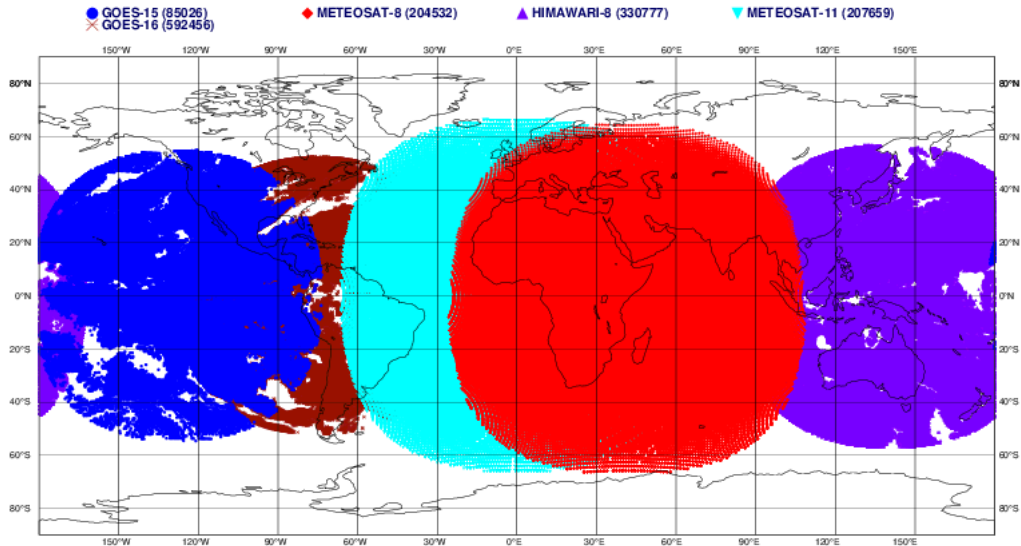 GOES-15 (85026) METEOSAT-8 (204532) HIMAWARI-8 (330777) METEOSAT-11 (207659)
GOES-16 (592456)
150°W 120°W 90°W 60°W 30°W 0°E 30°E 60°E 90°E 120°E 150°E
80°N 80°N
60°N 60°N
40°N 40°N
20°N 20°N
0°N 0°N
20°S 20°S
40°S 40°S
60°S 60°S
80°S 80°S
150°W 120°W 90°W 60°W 30°W 0°E 30°E 60°E 90°E 120°E 150°E